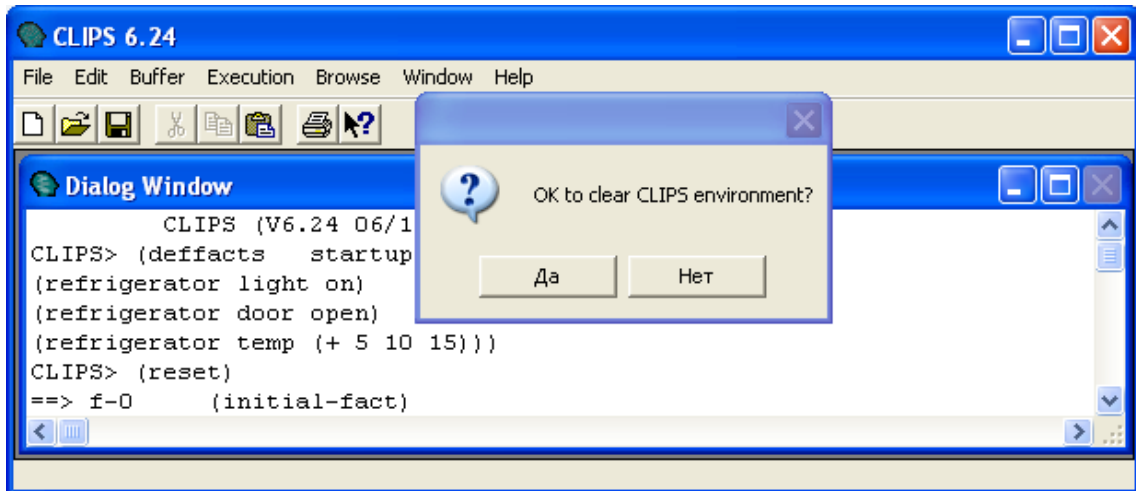 CLIPS 6.24
File Edit Buffer Execution Browse Window Help
OK to clear CLIPS environment?
Да Нет
Dialog Window
CLIPS (V6.24 06/1
CLIPS> (deffacts startup
(refrigerator light on)
(refrigerator door open)
(refrigerator temp (+ 5 10 15)))
CLIPS> (reset)
==> f-0 (initial-fact)